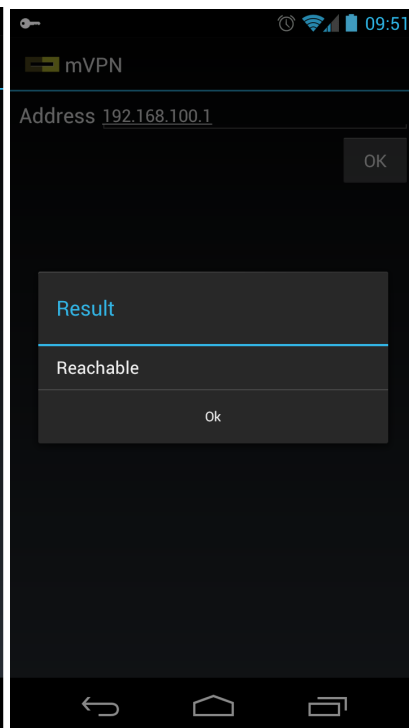 09:51
mVPN
Address 192.168.100.1
OK
Result
Reachable
Ok